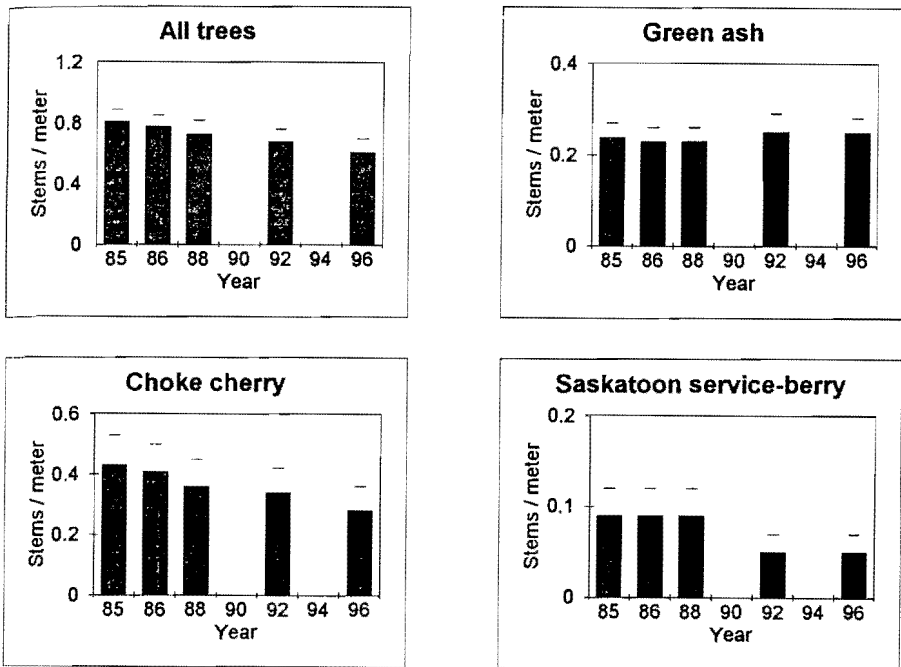 All trees
Stems / meter
1.2
0.8
0.4
0
85 86 88 90 92 94 96
Year
Green ash
Stems / meter
0.4
0.2
0
85 86 88 90 92 94 96
Year
Choke cherry
Stems / meter
0.6
0.4
0.2
0
85 86 88 90 92 94 96
Year
Saskatoon service-berry
Stems / meter
0.2
0.1
0
85 86 88 90 92 94 96
Year